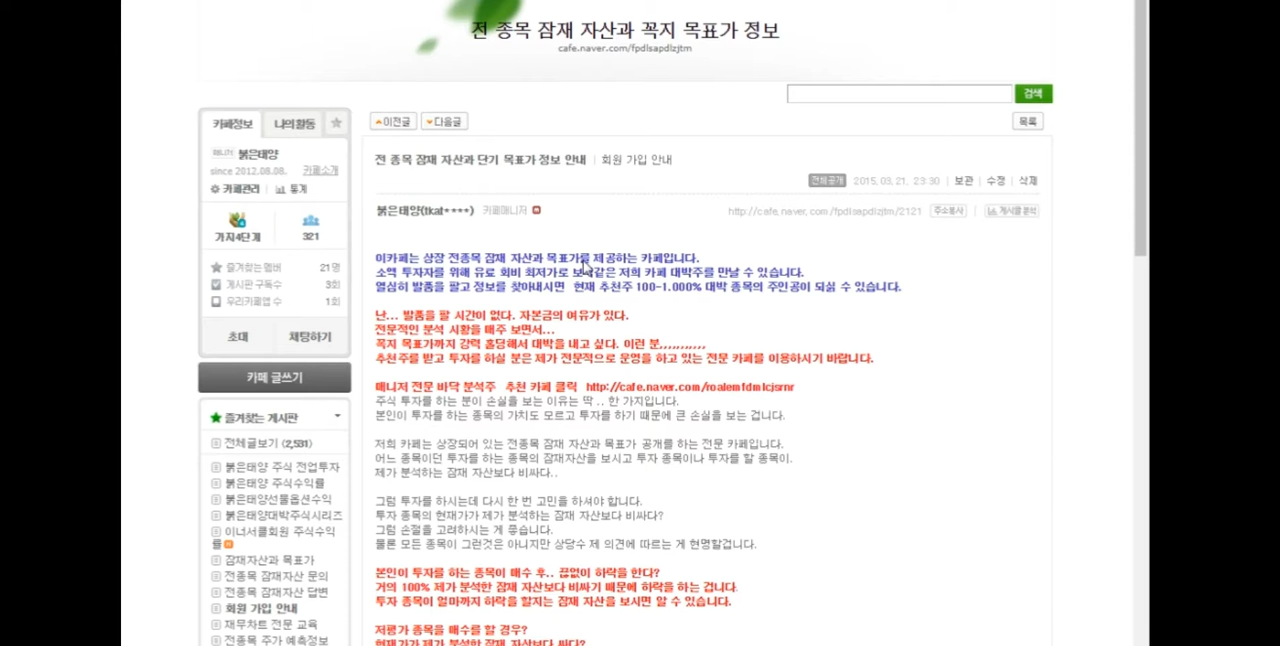 전 종목 잠재 자산과 꼭지 목표가 정보
cafe.naver.com/fpdlsapdlzjtm
검색
카페정보 나의활동
이전글 다음글
목록
매니저 붉은태양
since 2012.08.08. 카페소개
카페관리 통계
가지4단계 321
즐겨찾는 멤버 21명
게시판 구독수 3회
우리카페앱 수 1회
초대 채팅하기
카페 글쓰기
즐겨찾는 게시판
전체글보기 (2,531)
붉은태양 주식 전업투자
붉은태양 주식수익률
붉은태양선물옵션수익
붉은태양대박주식시리즈
이너서클회원 주식수익
률
잠재자산과 목표가
전종목 잠재자산 문의
전종목 잠재자산 답변
회원 가입 안내
재무차트 전문 교육
전종목 주가 예측정보
전 종목 잠재 자산과 단기 목표가 정보 안내 | 회원 가입 안내
전체공개 2015.03.21. 23:30 | 보관 | 수정 | 삭제
붉은태양(tkat****) 카페매니저
http://cafe.naver.com/fpdlsapdlzjtm/2121 주소복사 게시글 분석
이카페는 상장 전종목 잠재 자산과 목표가를 제공하는 카페입니다.
소액 투자자를 위해 유로 회비 최저가로 보석같은 저희 카페 대박주를 만날 수 있습니다.
열심히 발품을 팔고 정보를 찾아내시면 현재 추천주 100-1.000% 대박 종목의 주인공이 되실 수 있습니다.
난... 발품을 팔 시간이 없다. 자본금의 여유가 있다.
전문적인 분석 시황을 매주 보면서...
꼭지 목표가까지 강력 홀딩해서 대박을 내고 싶다. 이런 분,,,,,,,,,,,
추천주를 받고 투자를 하실 분은 제가 전문적으로 운영을 하고 있는 전문 카페를 이용하시기 바랍니다.
매니저 전문 바닥 분석주 추천 카페 클릭 http://cafe.naver.com/roalemfdmlcjsrnr
주식 투자를 하는 분이 손실을 보는 이유는 딱 .. 한 가지입니다.
본인이 투자를 하는 종목의 가치도 모르고 투자를 하기 때문에 큰 손실을 보는 겁니다.
저희 카페는 상장되어 있는 전종목 잠재 자산과 목표가 공개를 하는 전문 카페입니다.
어느 종목이던 투자를 하는 종목의 잠재자산을 보시고 투자 종목이나 투자를 할 종목이.
제가 분석하는 잠재 자산보다 비싸다..
그럼 투자를 하시는데 다시 한 번 고민을 하셔야 합니다.
투자 종목의 현재가가 제가 분석하는 잠재 자산보다 비싸다?
그럼 손절을 고려하시는 게 좋습니다.
물론 모든 종목이 그런것은 아니지만 상당수 제 의견에 따르는 게 현명할겁니다.
본인이 투자를 하는 종목이 매수 후.. 끊없이 하락을 한다?
거의 100% 제가 분석한 잠재 자산보다 비싸기 때문에 하락을 하는 겁니다.
투자 종목이 얼마까지 하락을 할지는 잠재 자산을 보시면 알 수 있습니다.
저평가 종목을 매수를 할 경우?
현재가가 제가 분석한 잠재 자산보다 싸다?